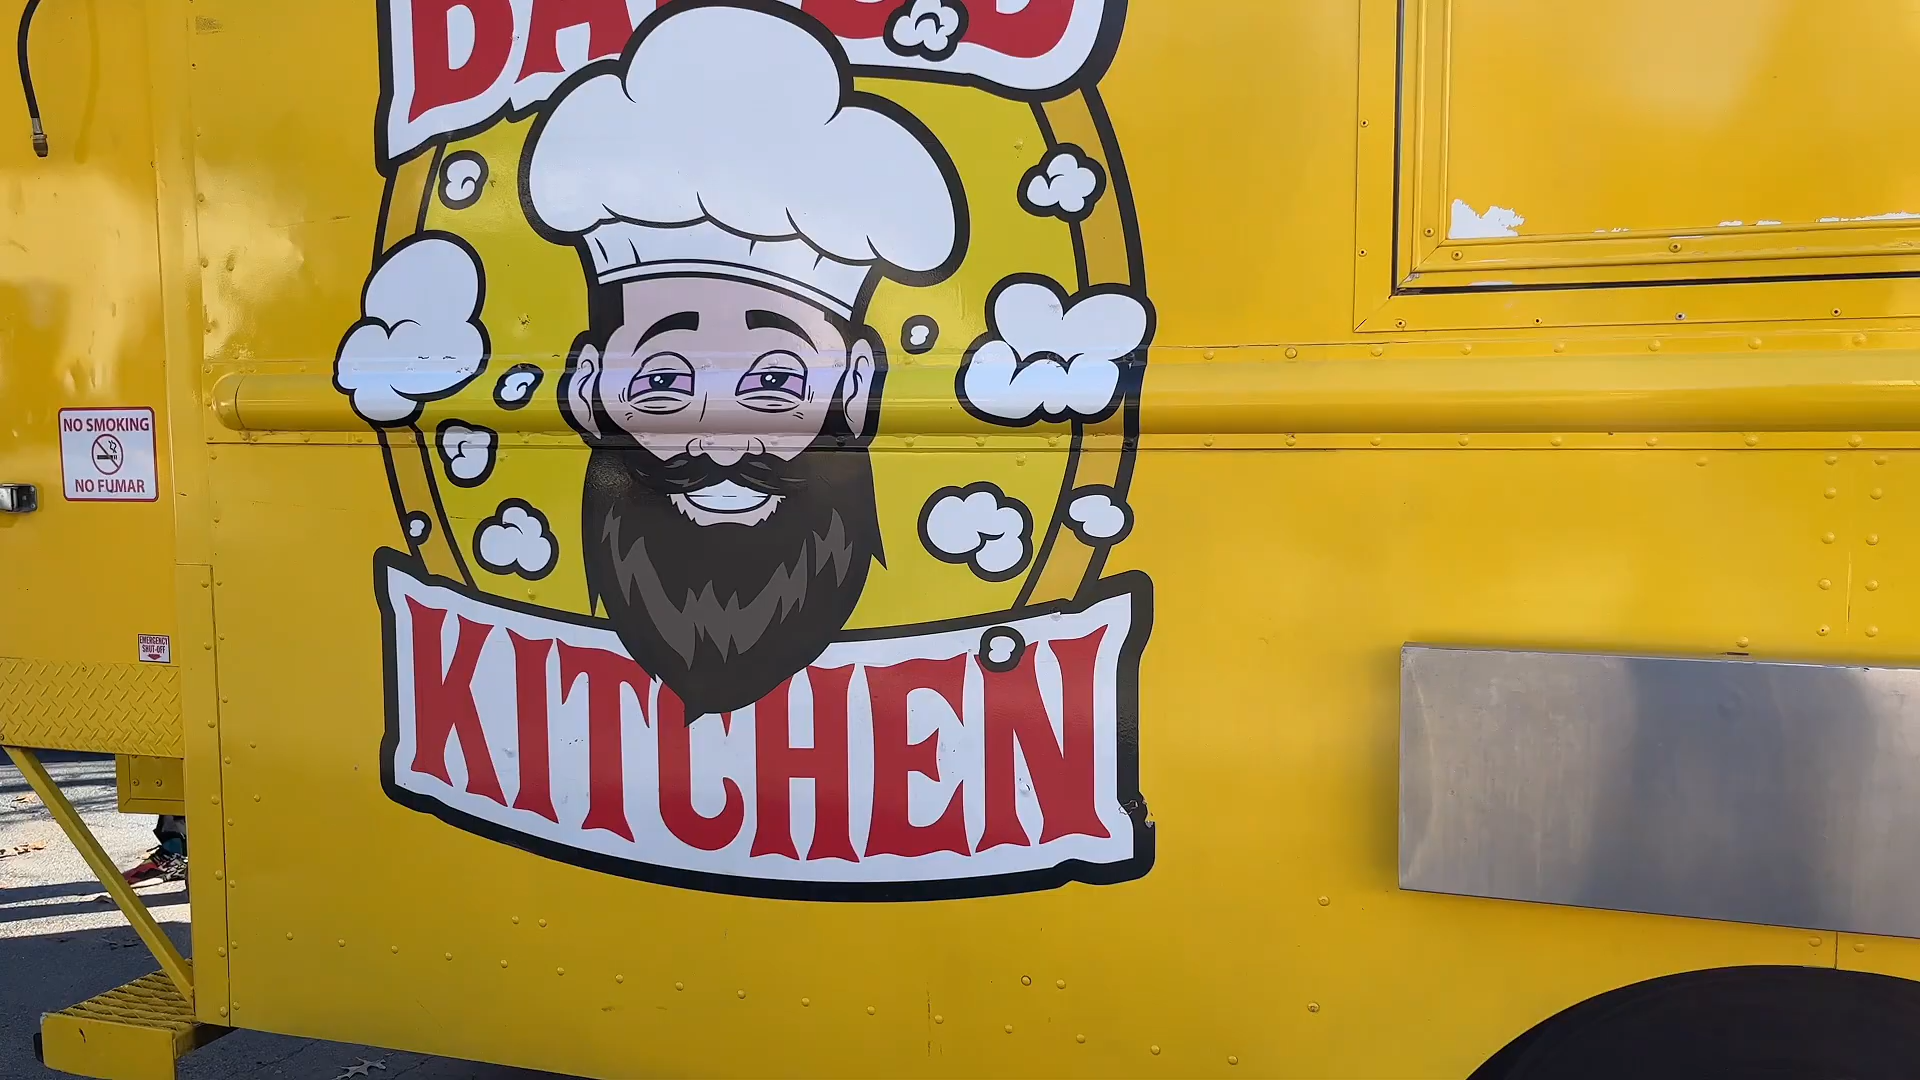 NO SMOKING
NO FUMAR
EMERGENCY
SHUT-OFF
KITCHEN